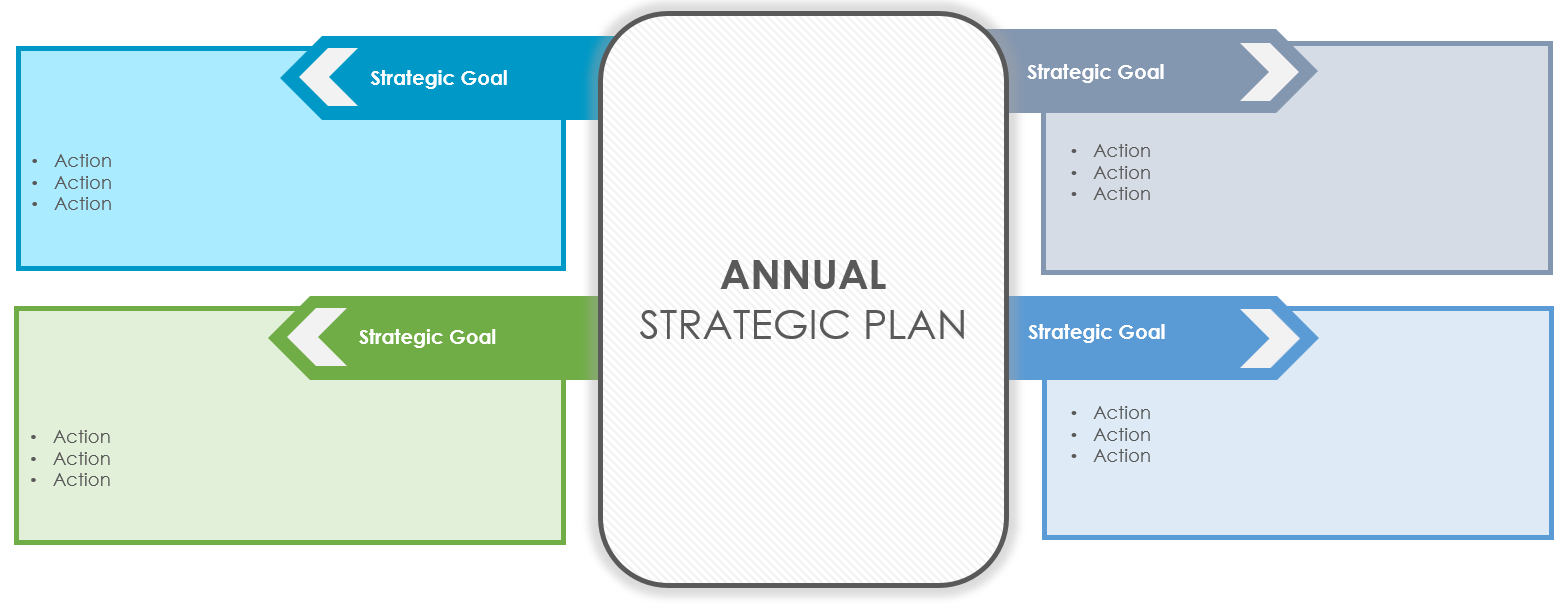 Strategic Goal
• Action
• Action
• Action
Strategic Goal
• Action
• Action
• Action
ANNUAL
STRATEGIC PLAN
Strategic Goal
• Action
• Action
• Action
Strategic Goal
• Action
• Action
• Action